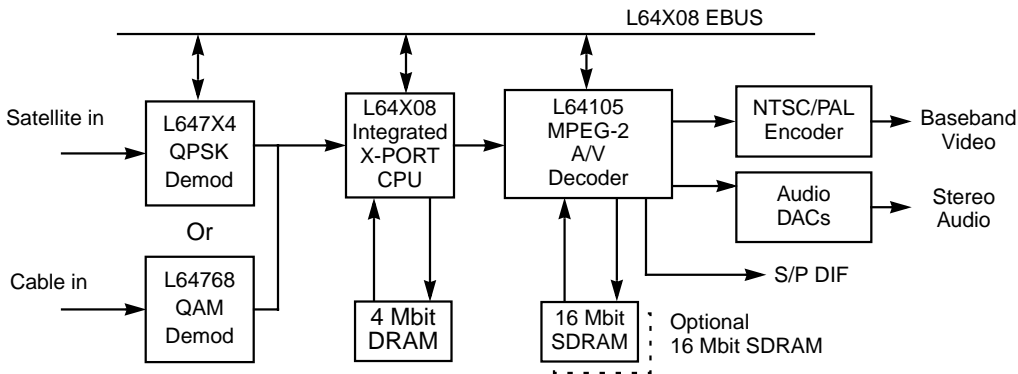 L64X08 EBUS
Satellite in
L647X4
QPSK
Demod
Or
Cable in
L64768
QAM
Demod
L64X08
Integrated
X-PORT
CPU
4 Mbit
DRAM
L64105
MPEG-2
A/V
Decoder
16 Mbit
SDRAM
Optional
16 Mbit SDRAM
NTSC/PAL
Encoder
Baseband
Video
Audio
DACs
Stereo
Audio
S/P DIF